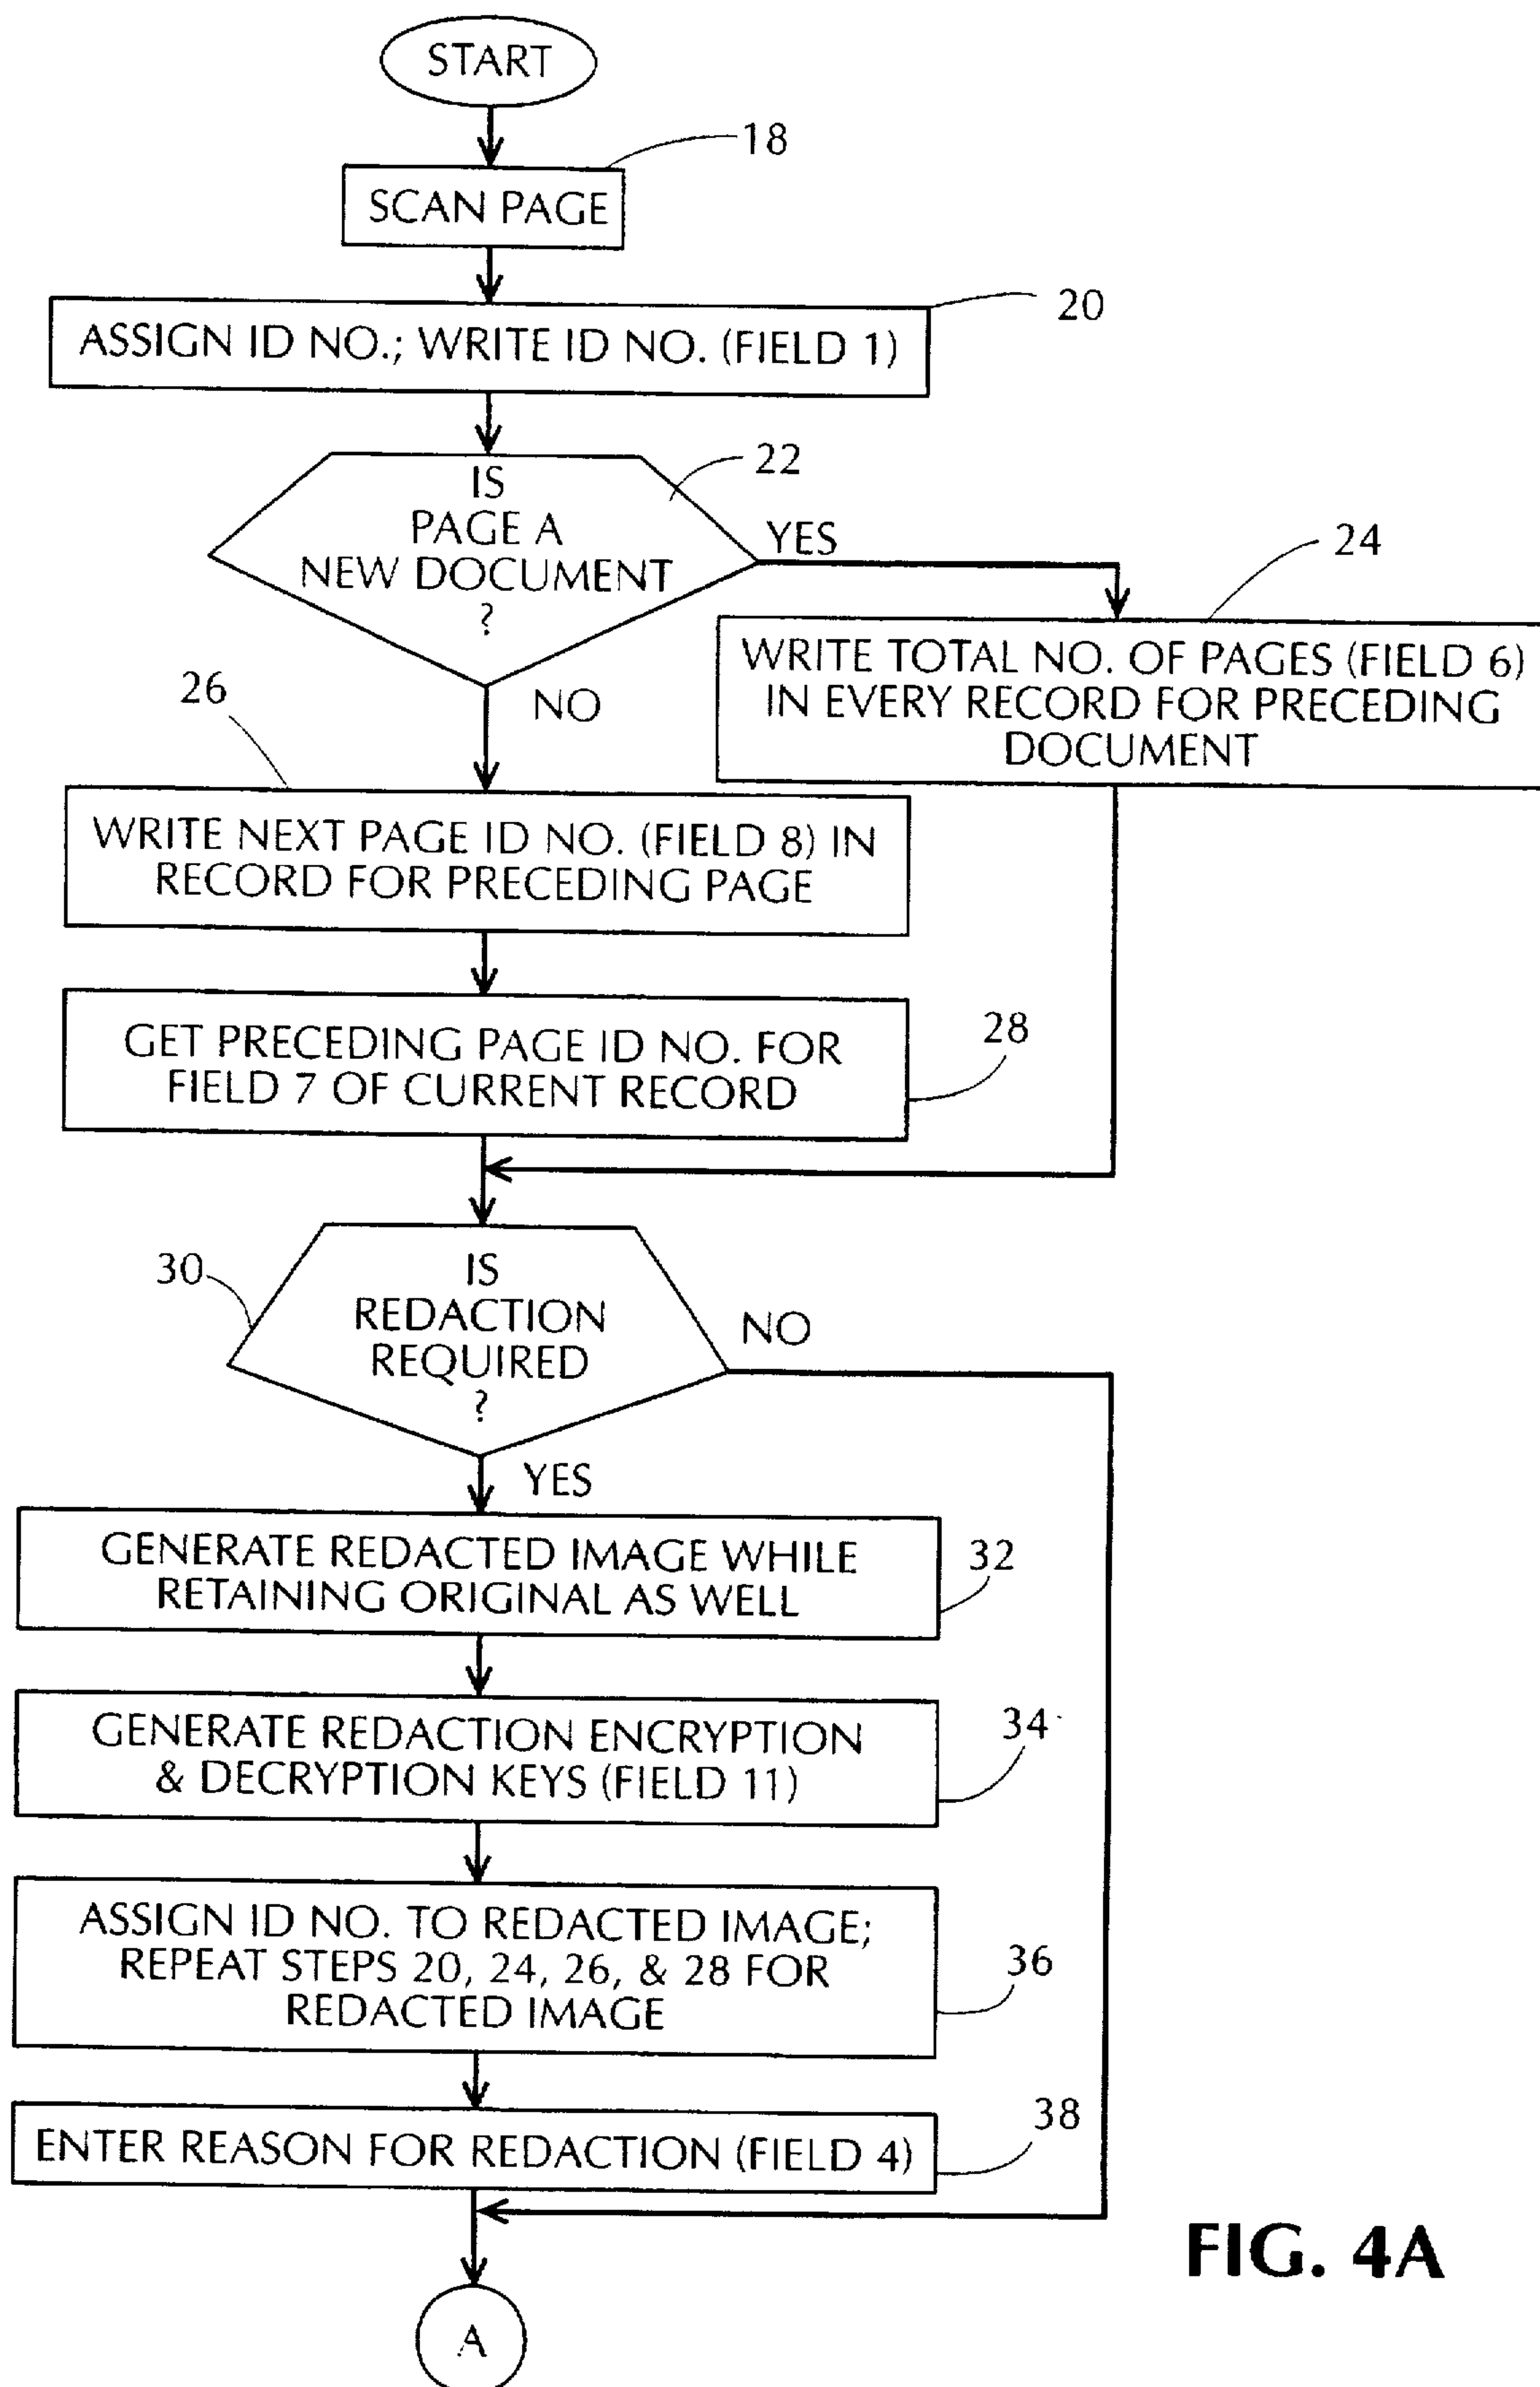 START
18
SCAN PAGE
20
ASSIGN ID NO.; WRITE ID NO. (FIELD 1)
22
IS
PAGE A
NEW DOCUMENT
?
YES
24
WRITE TOTAL NO. OF PAGES (FIELD 6)
IN EVERY RECORD FOR PRECEDING
DOCUMENT
26
NO
WRITE NEXT PAGE ID NO. (FIELD 8) IN
RECORD FOR PRECEDING PAGE
GET PRECEDING PAGE ID NO. FOR
FIELD 7 OF CURRENT RECORD
28
30
IS
REDACTION
REQUIRED
?
NO
YES
GENERATE REDACTED IMAGE WHILE
RETAINING ORIGINAL AS WELL
32
GENERATE REDACTION ENCRYPTION
& DECRYPTION KEYS (FIELD 11)
34
ASSIGN ID NO. TO REDACTED IMAGE;
REPEAT STEPS 20, 24, 26, & 28 FOR
REDACTED IMAGE
36
ENTER REASON FOR REDACTION (FIELD 4)
38
FIG. 4A
A